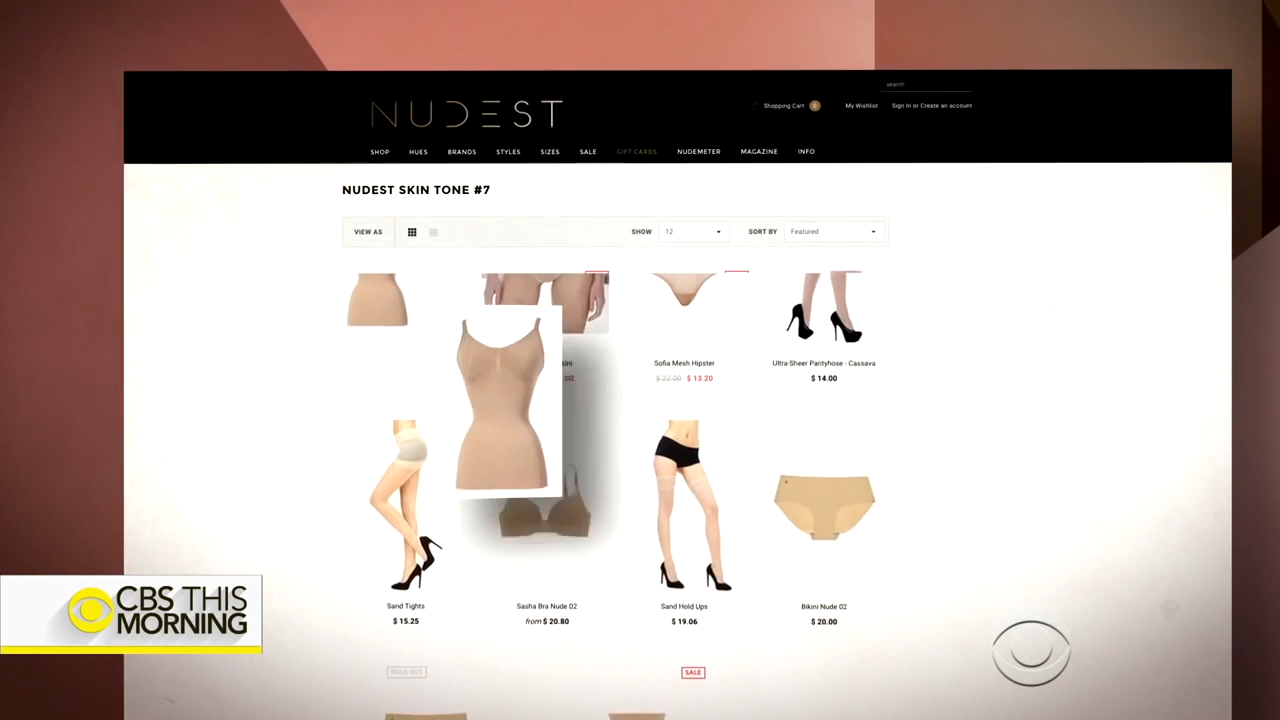 search
NUDEST
Shopping Cart 0 My Wishlist Sign In or Create an account
SHOP HUES BRANDS STYLES SIZES SALE GIFT CARDS NUDEMETER MAGAZINE INFO
NUDEST SKIN TONE #7
VIEW AS SHOW 12 SORT BY Featured
Sofia Mesh Hipster Ultra-Sheer Pantyhose - Cassava
$ 22.00 $ 13.20 $ 14.00
Sand Tights Sasha Bra Nude 02 Sand Hold Ups Bikini Nude 02
$ 15.25 from $ 20.80 $ 19.06 $ 20.00
SOLD OUT SALE
CBS THIS
MORNING